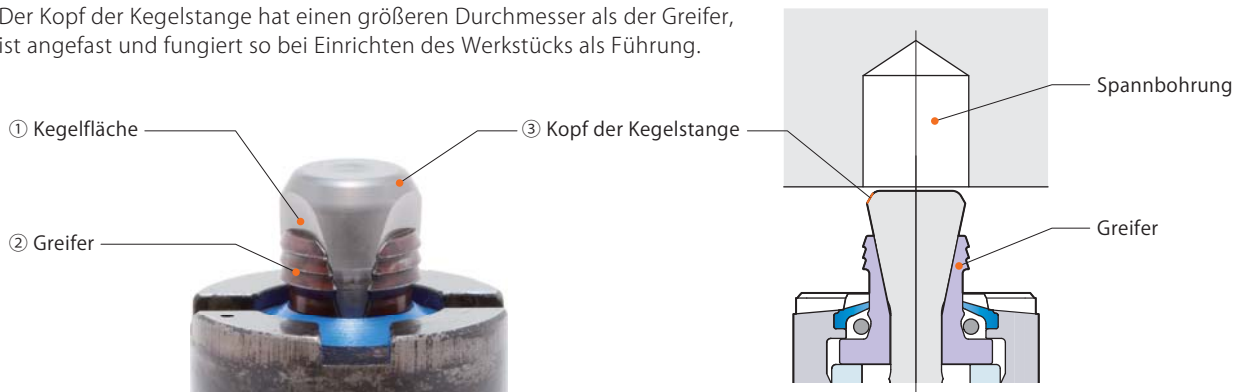 Der Kopf der Kegelstange hat einen größeren Durchmesser als der Greifer,
ist angefast und fungiert so bei Einrichten des Werkstücks als Führung.
① Kegelfläche
② Greifer
③ Kopf der Kegelstange
Spannbohrung
Greifer